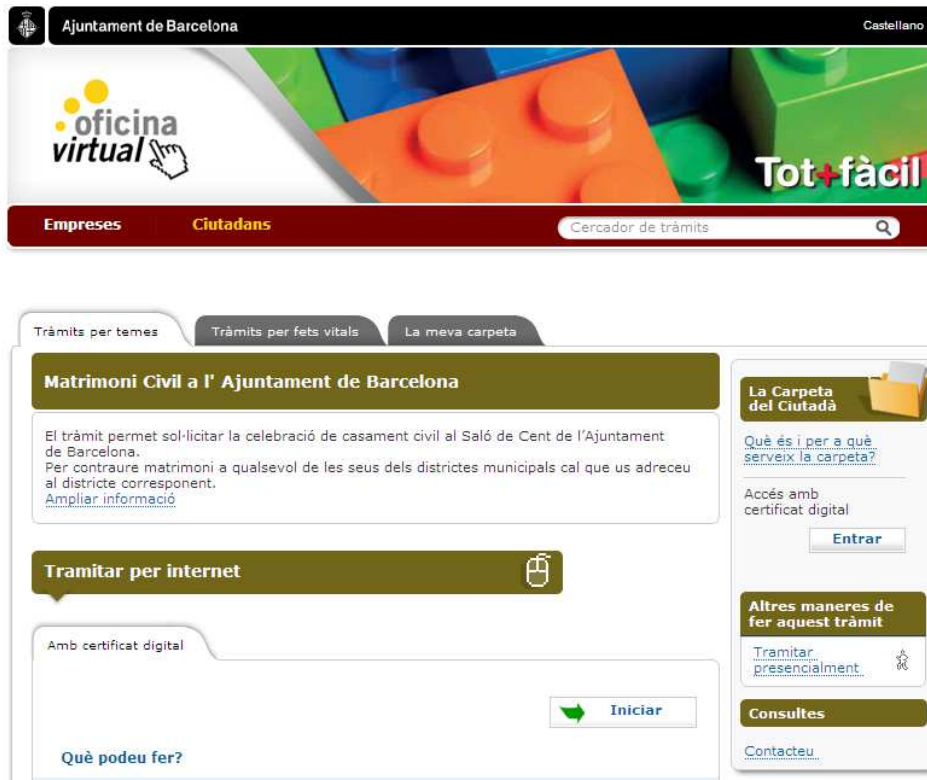 Ajuntament de Barcelona
Castellano
oficina
virtual
Tot+fàcil
Empreses
Ciutadans
Cercador de tràmits
Tràmits per temes
Tràmits per fets vitals
La meva carpeta
Matrimoni Civil a l' Ajuntament de Barcelona
El tràmit permet sol·licitar la celebració de casament civil al Saló de Cent de l'Ajuntament
de Barcelona.
Per contraure matrimoni a qualsevol de les seus dels districtes municipals cal que us adreceu
al districte corresponent.
Ampliar informació
Tramitar per internet
Amb certificat digital
Iniciar
Què podeu fer?
La Carpeta
del Ciutadà
Què és i per a què
serveix la carpeta?
Accés amb
certificat digital
Entrar
Altres maneres de
fer aquest tràmit
Tramitar
presencialment
Consultes
Contacteu